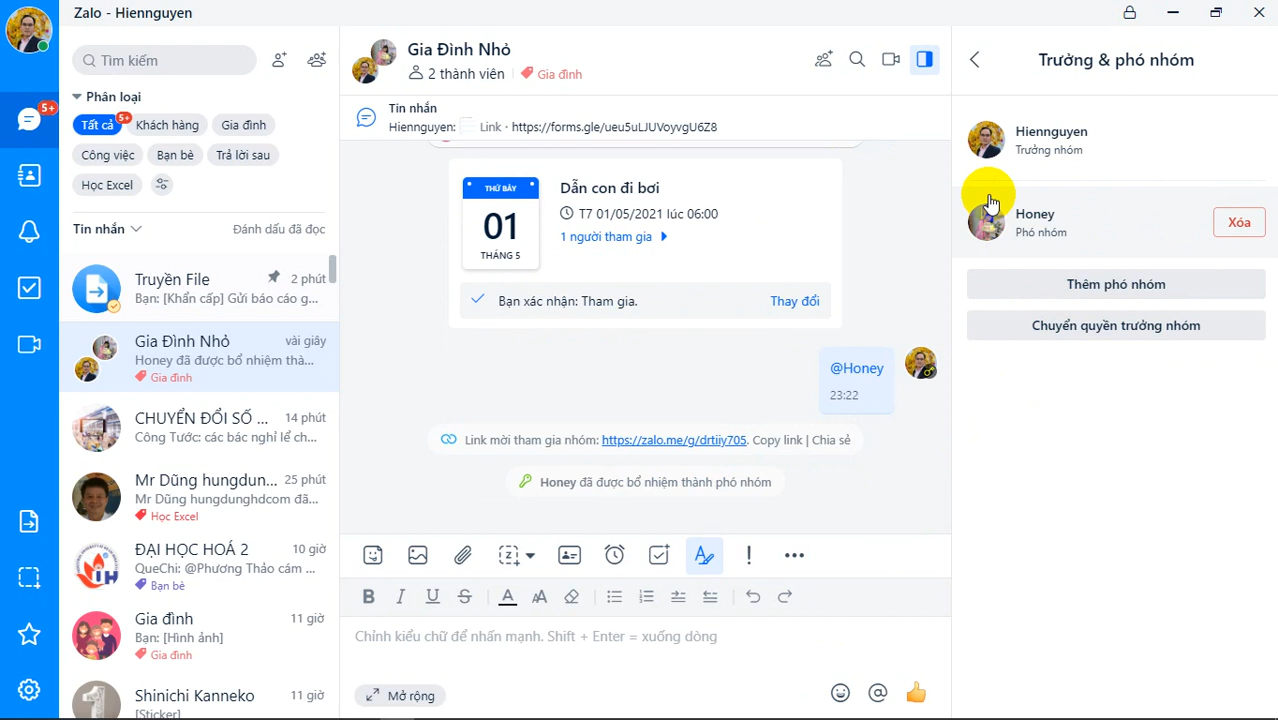 Zalo - Hiennguyen
5+
Tìm kiếm
Phân loại
Tất cả
5+
Khách hàng
Gia đình
Công việc
Bạn bè
Trả lời sau
Học Excel
Tin nhắn
Đánh dấu đã đọc
Truyền File
2 phút
Bạn: [Khẩn cấp] Gửi báo cáo g...
Gia Đình Nhỏ
vài giây
Honey đã được bổ nhiệm thà...
Gia đình
CHUYỂN ĐỔI SỐ ...
14 phút
Công Tước: các bác nghỉ lễ ch...
Mr Dũng hungdun...
25 phút
Mr Dũng hungdunghdcom đã...
Học Excel
ĐẠI HỌC HOÁ 2
10 giờ
QueChi: @Phương Thảo cám ...
Bạn bè
Gia đình
11 giờ
Bạn: [Hình ảnh]
Gia đình
Shinichi Kanneko
11 giờ
[Sticker]
Gia Đình Nhỏ
2 thành viên
Gia đình
Tin nhắn
Hiennguyen: Link · https://forms.gle/ueu5uLJUVoyvgU6Z8
THỨ BẢY
01
THÁNG 5
Dẫn con đi bơi
T7 01/05/2021 lúc 06:00
1 người tham gia
Bạn xác nhận: Tham gia.
Thay đổi
@Honey
23:22
Link mời tham gia nhóm: https://zalo.me/g/drtiiy705. Copy link | Chia sẻ
Honey đã được bổ nhiệm thành phó nhóm
B I U S A AA
Chỉnh kiểu chữ để nhấn mạnh. Shift + Enter = xuống dòng
Mở rộng
Trưởng & phó nhóm
Hiennguyen
Trưởng nhóm
Honey
Phó nhóm
Xóa
Thêm phó nhóm
Chuyển quyền trưởng nhóm